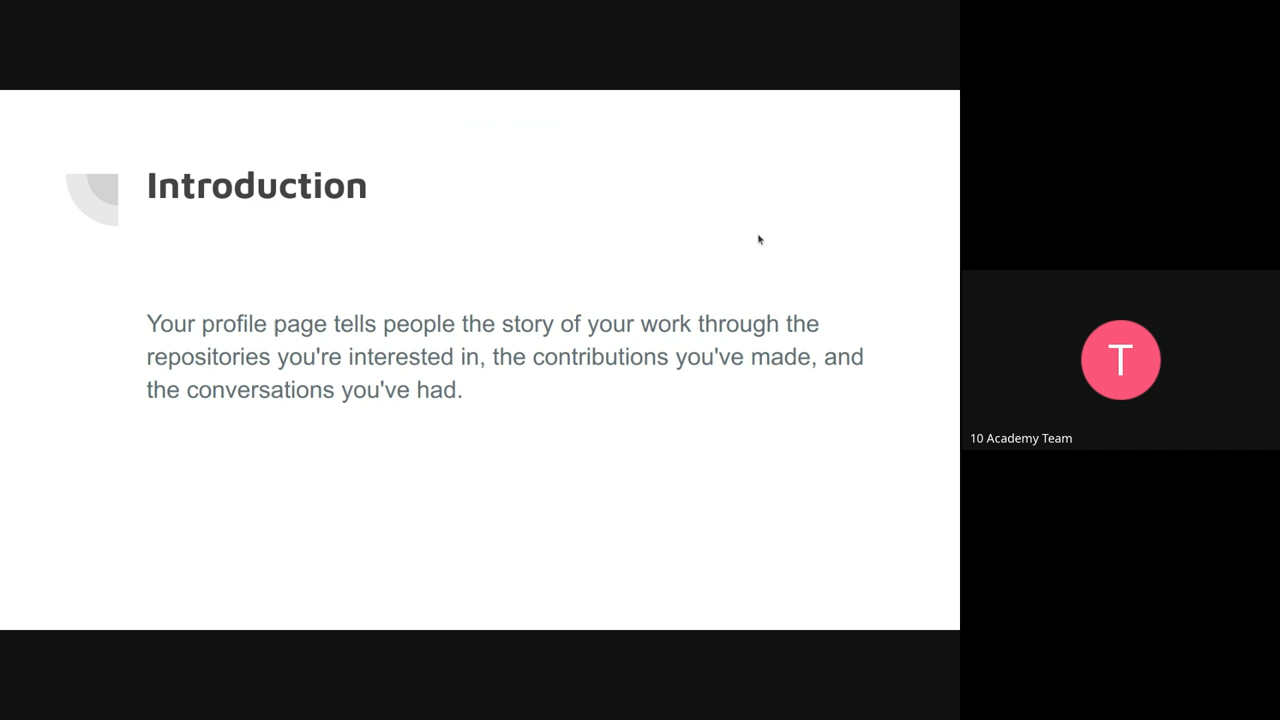 Introduction
Your profile page tells people the story of your work through the
repositories you're interested in, the contributions you've made, and
the conversations you've had.
T
10 Academy Team